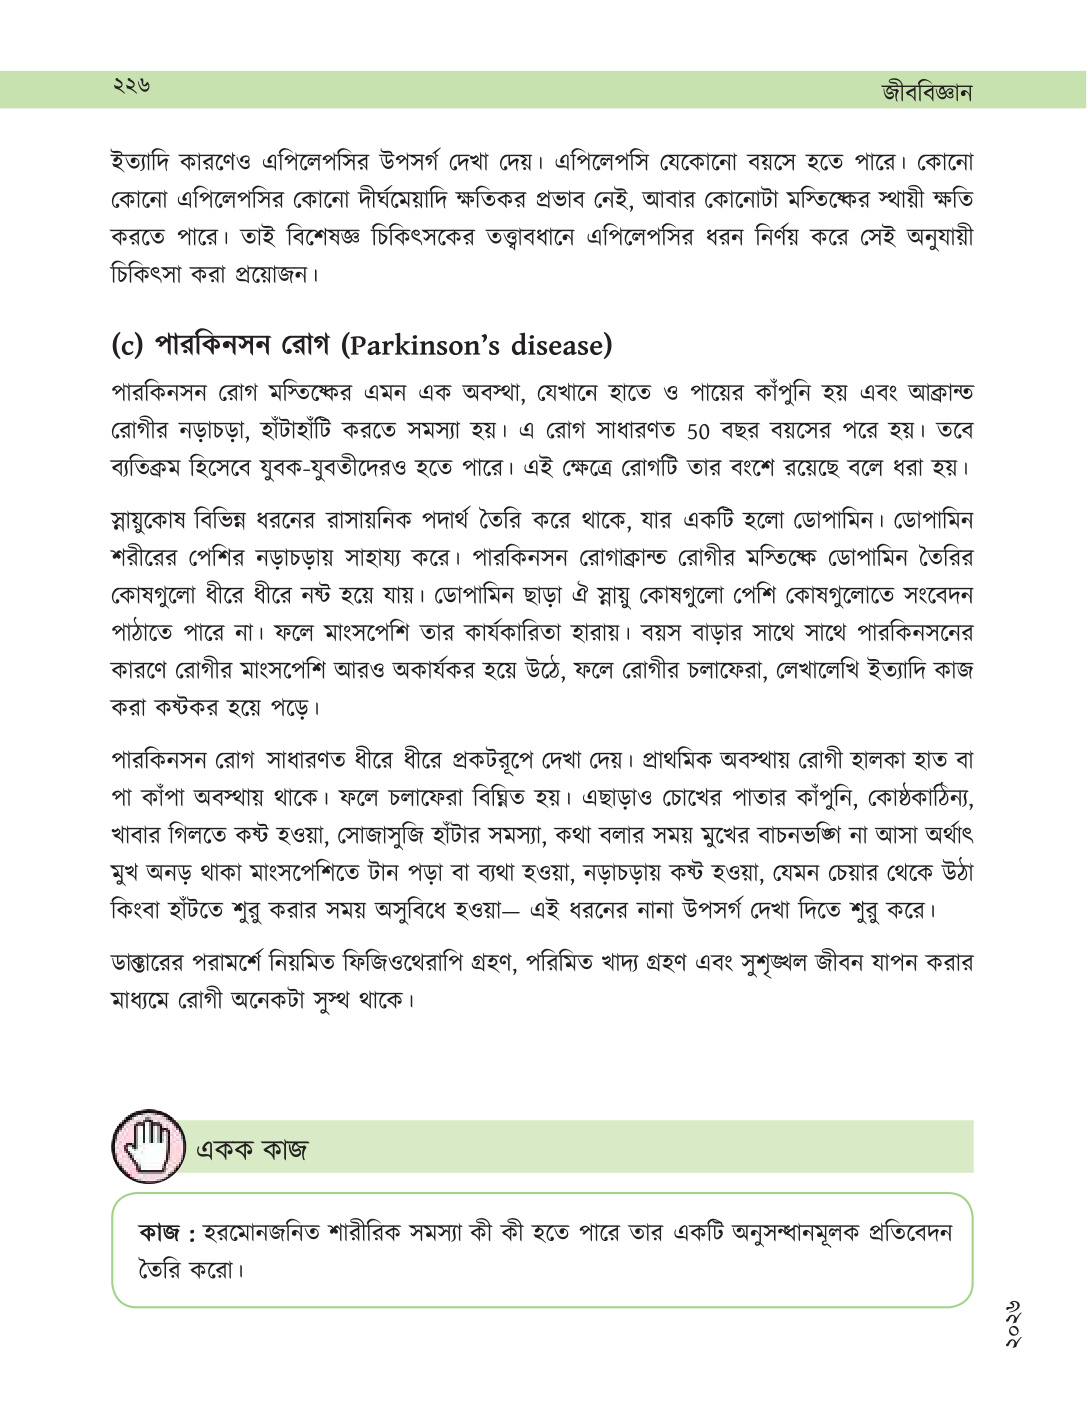 ২২৬
জীববিজ্ঞান
ইত্যাদি কারণেও এপিলেপসির উপসর্গ দেখা দেয়। এপিলেপসি যেকোনো বয়সে হতে পারে। কোনো
কোনো এপিলেপসির কোনো দীর্ঘমেয়াদি ক্ষতিকর প্রভাব নেই, আবার কোনোটা মস্তিষ্কের স্থায়ী ক্ষতি
করতে পারে। তাই বিশেষজ্ঞ চিকিৎসকের তত্ত্বাবধানে এপিলেপসির ধরন নির্ণয় করে সেই অনুযায়ী
চিকিৎসা করা প্রয়োজন।
(c) পারকিনসন রোগ (Parkinson’s disease)
পারকিনসন রোগ মস্তিষ্কের এমন এক অবস্থা, যেখানে হাতে ও পায়ের কাঁপুনি হয় এবং আক্রান্ত
রোগীর নড়াচড়া, হাঁটাহাঁটি করতে সমস্যা হয়। এ রোগ সাধারণত 50 বছর বয়সের পরে হয়। তবে
ব্যতিক্রম হিসেবে যুবক-যুবতীদেরও হতে পারে। এই ক্ষেত্রে রোগটি তার বংশে রয়েছে বলে ধরা হয়।
স্নায়ুকোষ বিভিন্ন ধরনের রাসায়নিক পদার্থ তৈরি করে থাকে, যার একটি হলো ডোপামিন। ডোপামিন
শরীরের পেশির নড়াচড়ায় সাহায্য করে। পারকিনসন রোগাক্রান্ত রোগীর মস্তিষ্কে ডোপামিন তৈরির
কোষগুলো ধীরে ধীরে নষ্ট হয়ে যায়। ডোপামিন ছাড়া ঐ স্নায়ু কোষগুলো পেশি কোষগুলোতে সংবেদন
পাঠাতে পারে না। ফলে মাংসপেশি তার কার্যকারিতা হারায়। বয়স বাড়ার সাথে সাথে পারকিনসনের
কারণে রোগীর মাংসপেশি আরও অকার্যকর হয়ে উঠে, ফলে রোগীর চলাফেরা, লেখালেখি ইত্যাদি কাজ
করা কষ্টকর হয়ে পড়ে।
পারকিনসন রোগ সাধারণত ধীরে ধীরে প্রকটরূপে দেখা দেয়। প্রাথমিক অবস্থায় রোগী হালকা হাত বা
পা কাঁপা অবস্থায় থাকে। ফলে চলাফেরা বিঘ্নিত হয়। এছাড়াও চোখের পাতার কাঁপুনি, কোষ্ঠকাঠিন্য,
খাবার গিলতে কষ্ট হওয়া, সোজাসুজি হাঁটার সমস্যা, কথা বলার সময় মুখের বাচনভঙ্গি না আসা অর্থাৎ
মুখ অনড় থাকা মাংসপেশিতে টান পড়া বা ব্যথা হওয়া, নড়াচড়ায় কষ্ট হওয়া, যেমন চেয়ার থেকে উঠা
কিংবা হাঁটতে শুরু করার সময় অসুবিধে হওয়া— এই ধরনের নানা উপসর্গ দেখা দিতে শুরু করে।
ডাক্তারের পরামর্শে নিয়মিত ফিজিওথেরাপি গ্রহণ, পরিমিত খাদ্য গ্রহণ এবং সুশৃঙ্খল জীবন যাপন করার
মাধ্যমে রোগী অনেকটা সুস্থ থাকে।
একক কাজ
কাজ : হরমোনজনিত শারীরিক সমস্যা কী কী হতে পারে তার একটি অনুসন্ধানমূলক প্রতিবেদন
তৈরি করো।
২০২৬